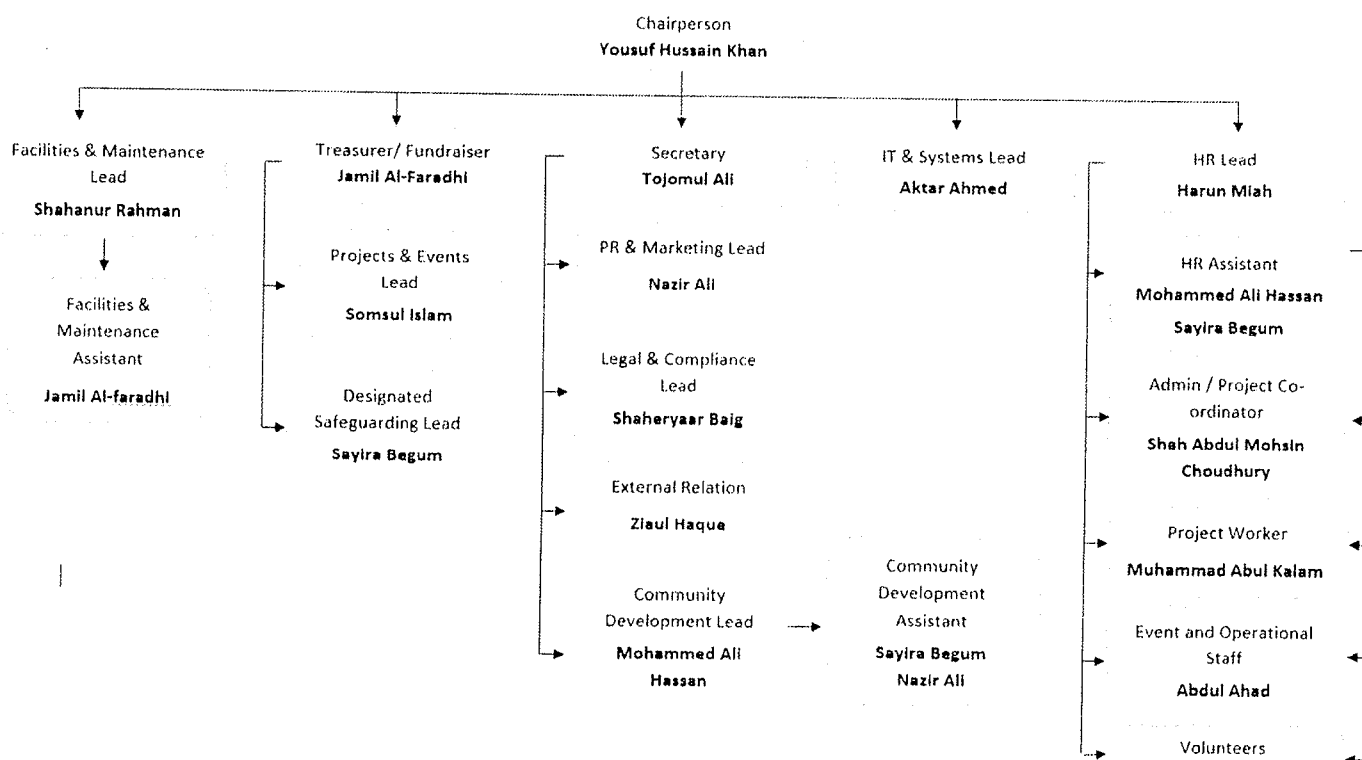 Chairperson
Yousuf Hussain Khan
Facilities & Maintenance
Lead
Shahanur Rahman
Facilities &
Maintenance
Assistant
Jamil Al-faradhi
Treasurer/ Fundraiser
Jamil Al-Faradhi
Projects & Events
Lead
Somsul Islam
Designated
Safeguarding Lead
Sayira Begum
Secretary
Tojomul Ali
PR & Marketing Lead
Nazir Ali
Legal & Compliance
Lead
Shaheryaar Baig
External Relation
Ziaul Haque
Community
Development Lead
Mohammed Ali
Hassan
IT & Systems Lead
Aktar Ahmed
Community
Development
Assistant
Sayira Begum
Nazir Ali
HR Lead
Harun Miah
HR Assistant
Mohammed Ali Hassan
Sayira Begum
Admin / Project Co-
ordinator
Shah Abdul Mohsin
Choudhury
Project Worker
Muhammad Abul Kalam
Event and Operational
Staff
Abdul Ahad
Volunteers